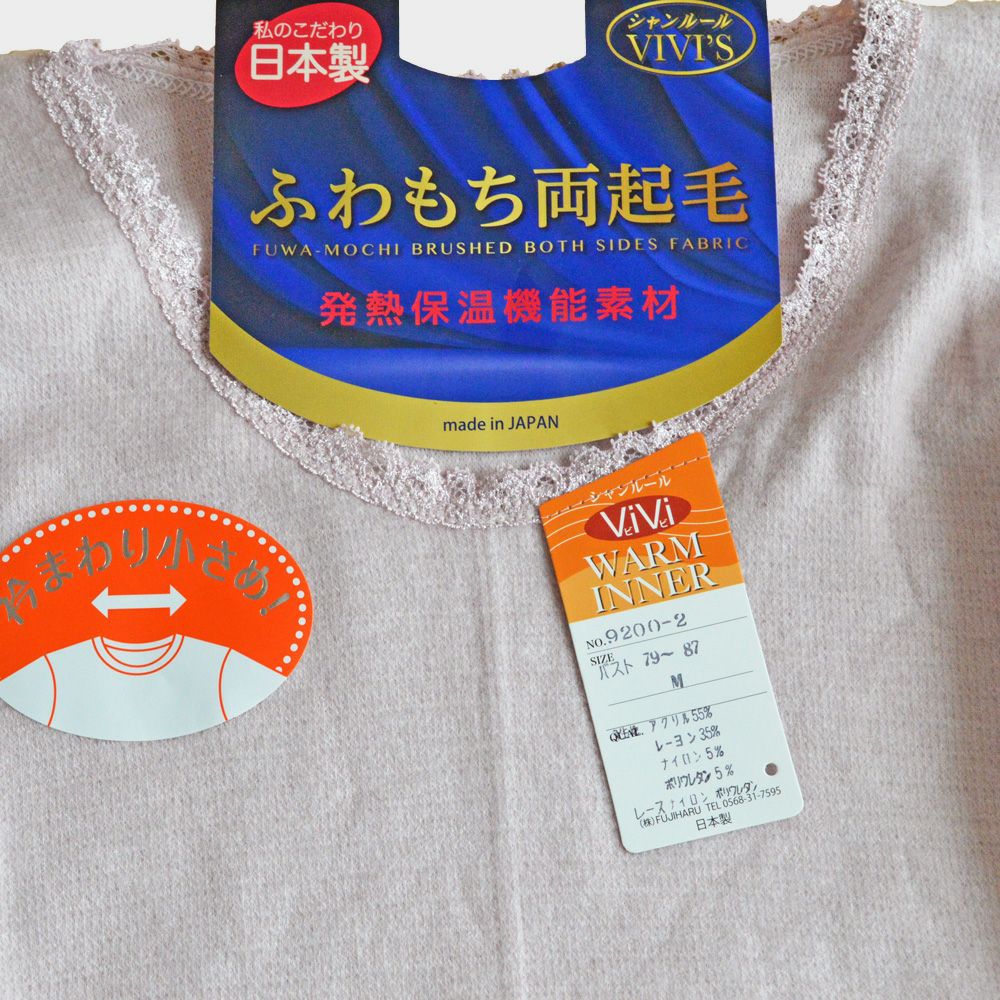 私のこだわり
日本製
シャンルール
VIVI'S
ふわもち両起毛
FUWA-MOCHI BRUSHED BOTH SIDES FABRIC
発熱保温機能素材
made in JAPAN
衿まわり小さめ!
シャンルール
ViVi
ビビ
WARM
INNER
NO. 9200-2
SIZE
バスト 79〜87
M
アクリル 55%
レーヨン 35%
ナイロン 5%
ポリウレタン 5%
レースナイロン ポリウレタン
(株)FUJIHARU TEL 0568-31-7595
日本製